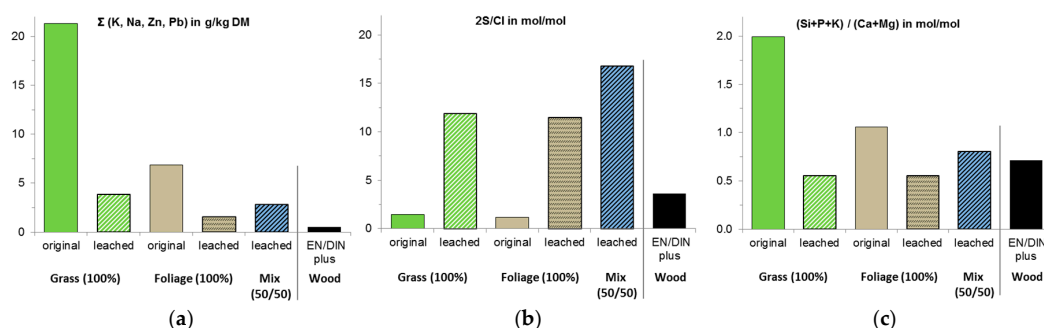 Σ (K, Na, Zn, Pb) in g/kg DM
20
15
10
5
0
original leached original leached leached EN/DIN
plus
Grass (100%) Foliage (100%) Mix Wood
(50/50)
(a)
2S/Cl in mol/mol
20
15
10
5
0
original leached original leached leached EN/DIN
plus
Grass (100%) Foliage (100%) Mix Wood
(50/50)
(b)
(Si+P+K) / (Ca+Mg) in mol/mol
2.0
1.5
1.0
0.5
0.0
original leached original leached leached EN/DIN
plus
Grass (100%) Foliage (100%) Mix Wood
(50/50)
(c)